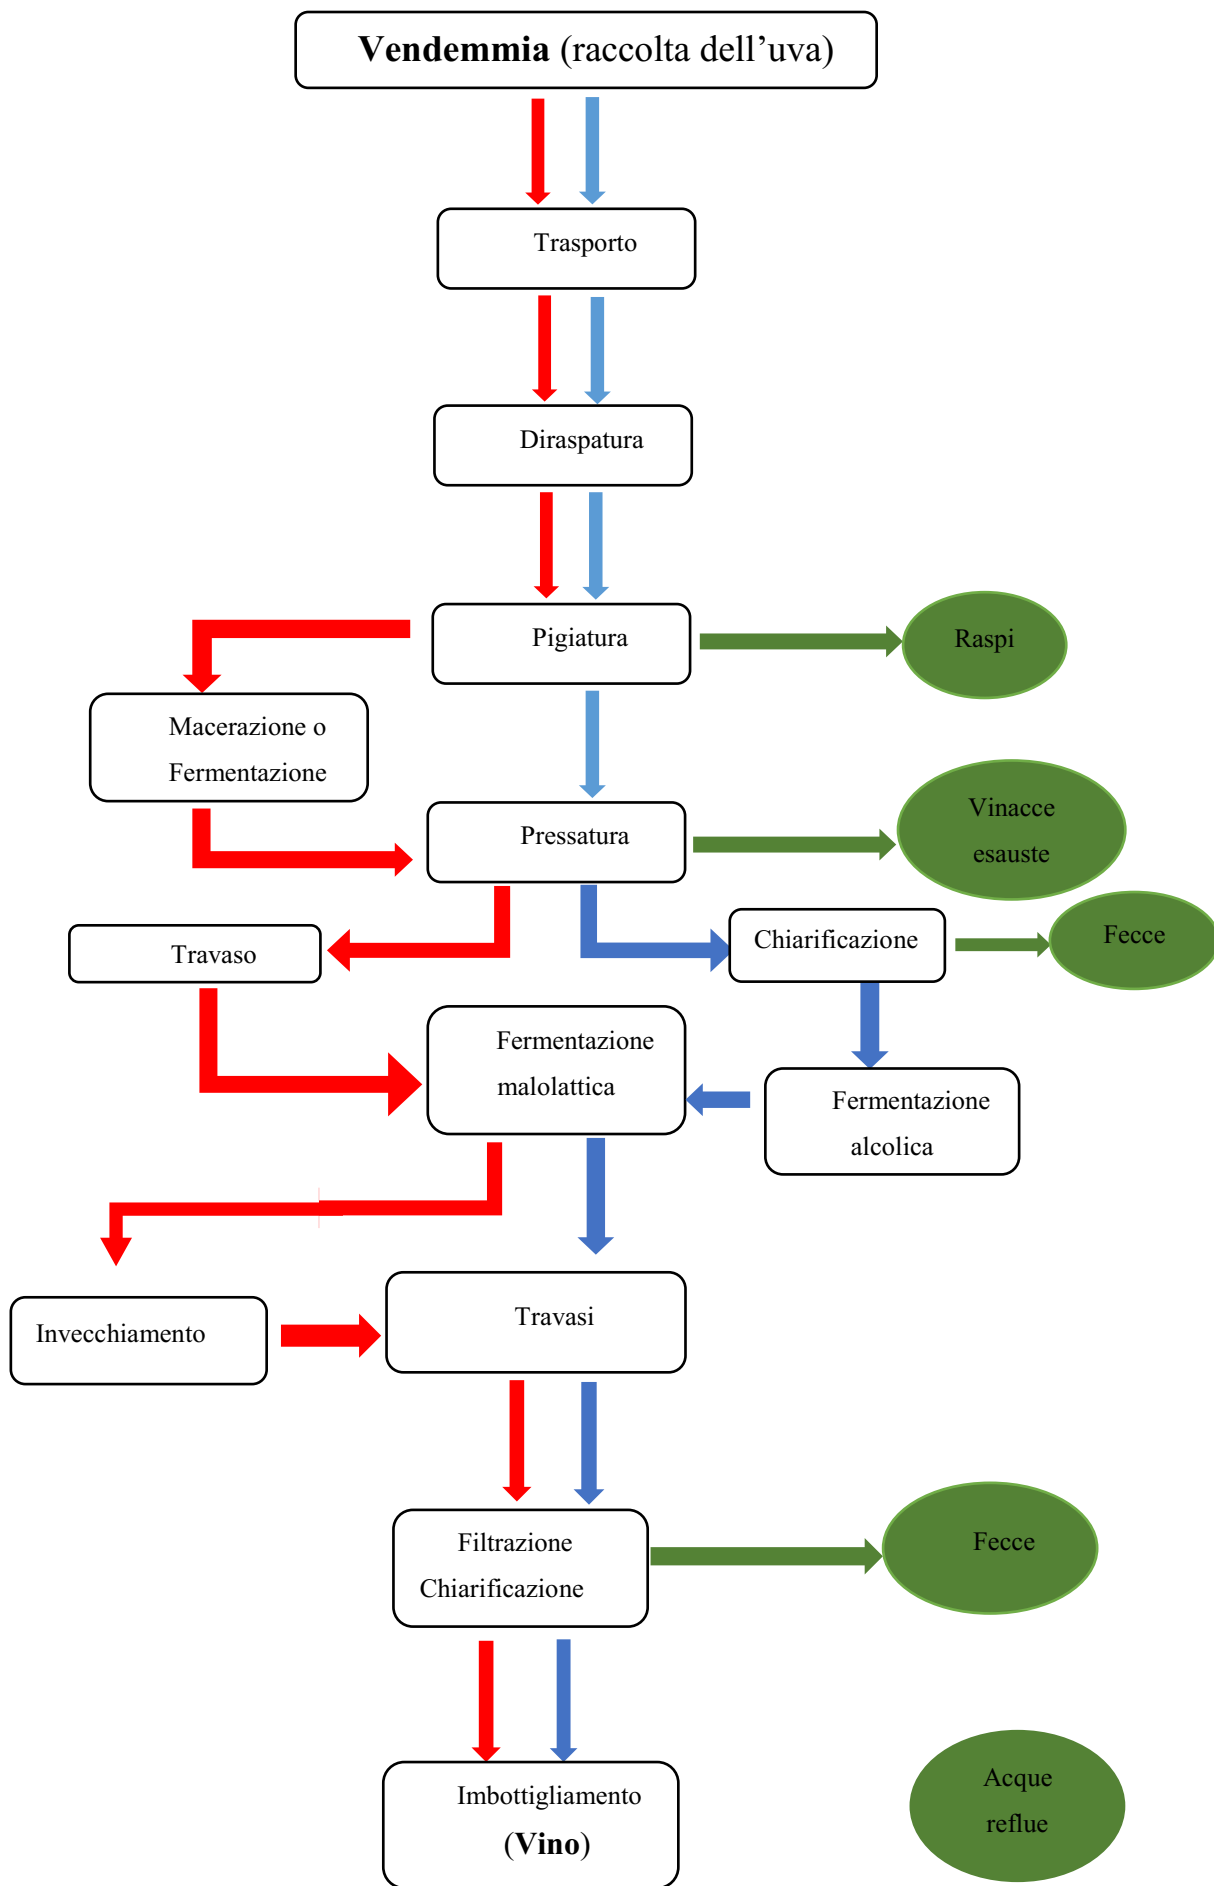 Vendemmia (raccolta dell’uva)
Trasporto
Diraspatura
Pigiatura
Raspi
Macerazione o
Fermentazione
Vinacce
esauste
Pressatura
Chiarificazione
Fecce
Travaso
Fermentazione
malolattica
Fermentazione
alcolica
Invecchiamento
Travasi
Filtrazione
Chiarificazione
Fecce
Imbottigliamento
(Vino)
Acque
reflue